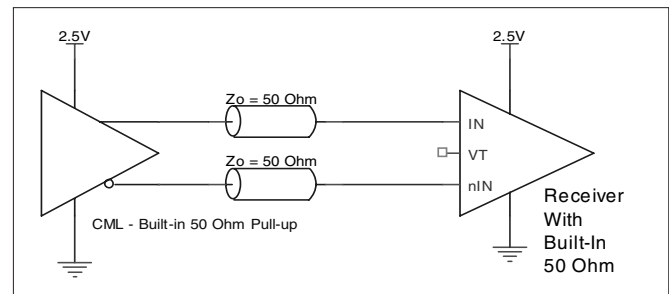 2.5V
2.5V
Zo = 50 Ohm
IN
VT
Zo = 50 Ohm
nIN
Receiver
With
Built-In
50 Ohm
CML - Built-in 50 Ohm Pull-up